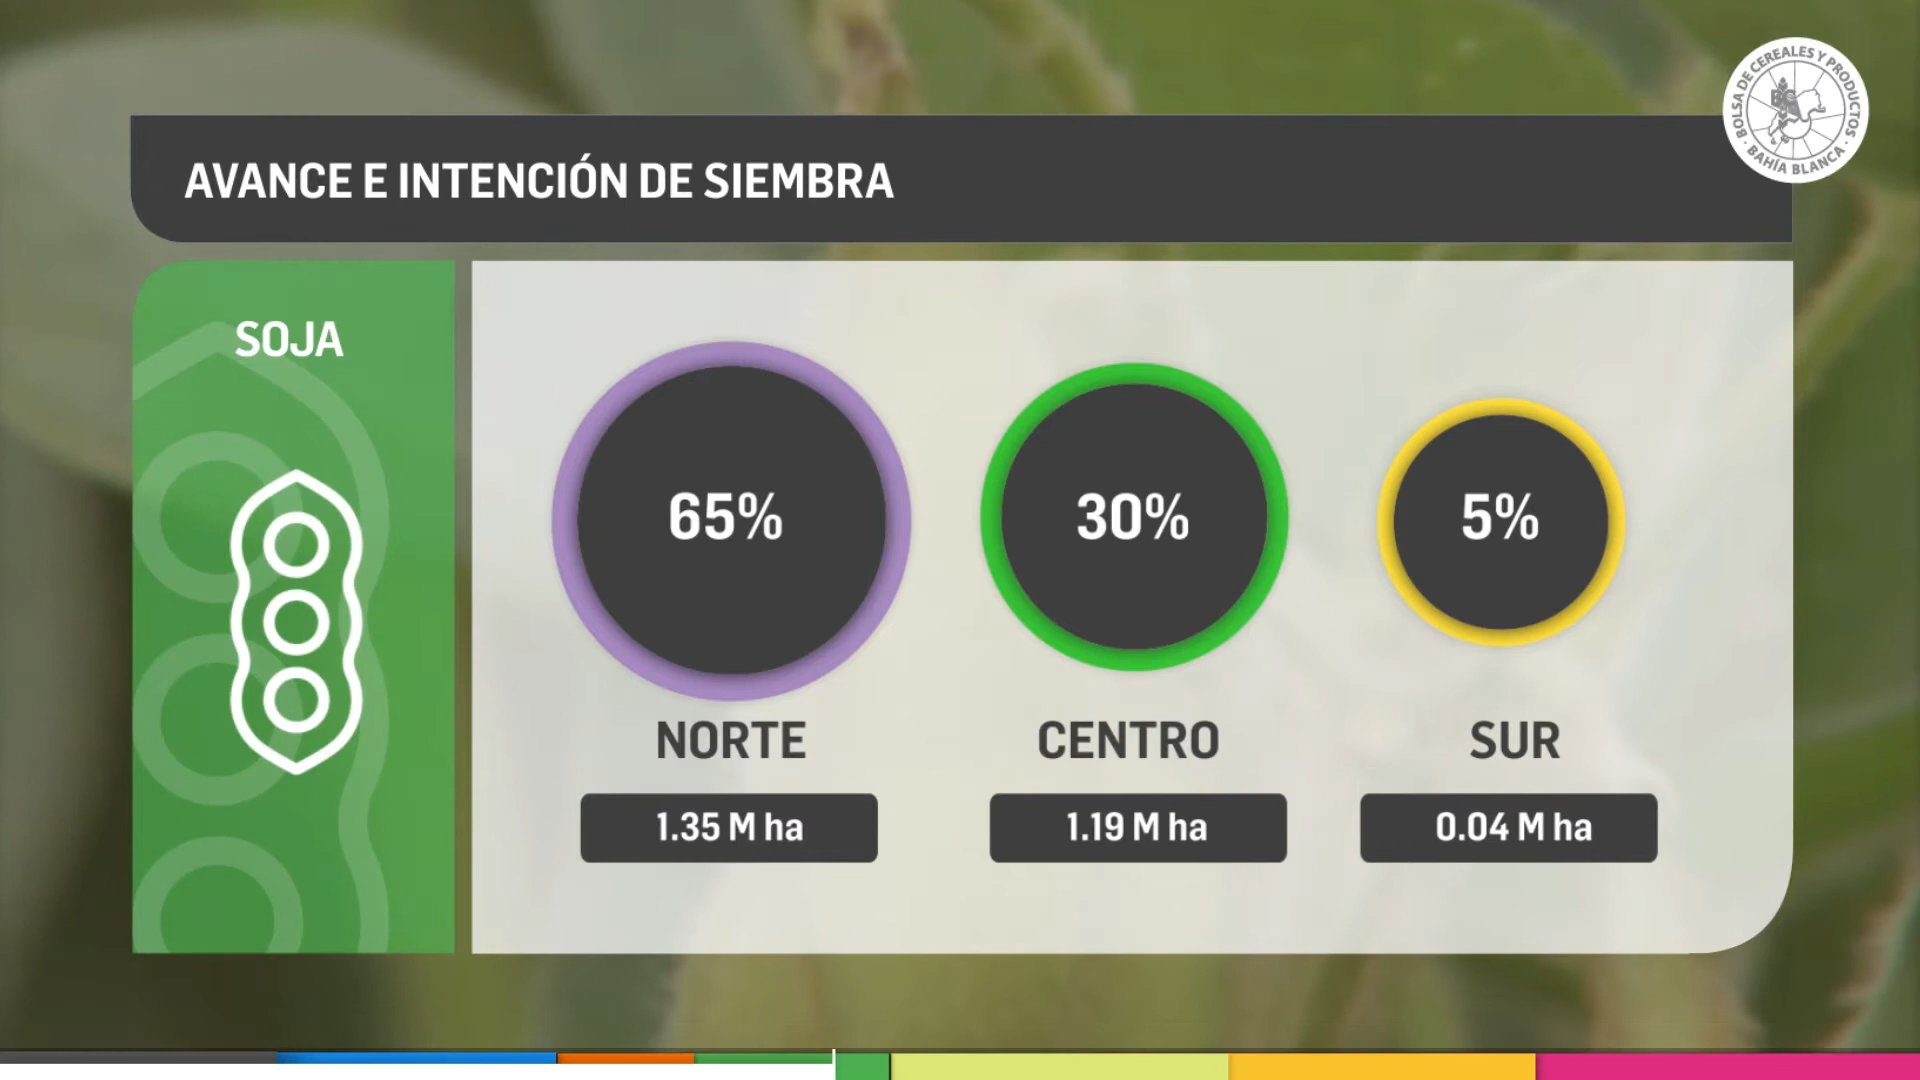 BOLSA DE CEREALES Y PRODUCTOS
· BAHÍA BLANCA ·
AVANCE E INTENCIÓN DE SIEMBRA
SOJA
65%
30%
5%
NORTE
CENTRO
SUR
1.35 M ha
1.19 M ha
0.04 M ha